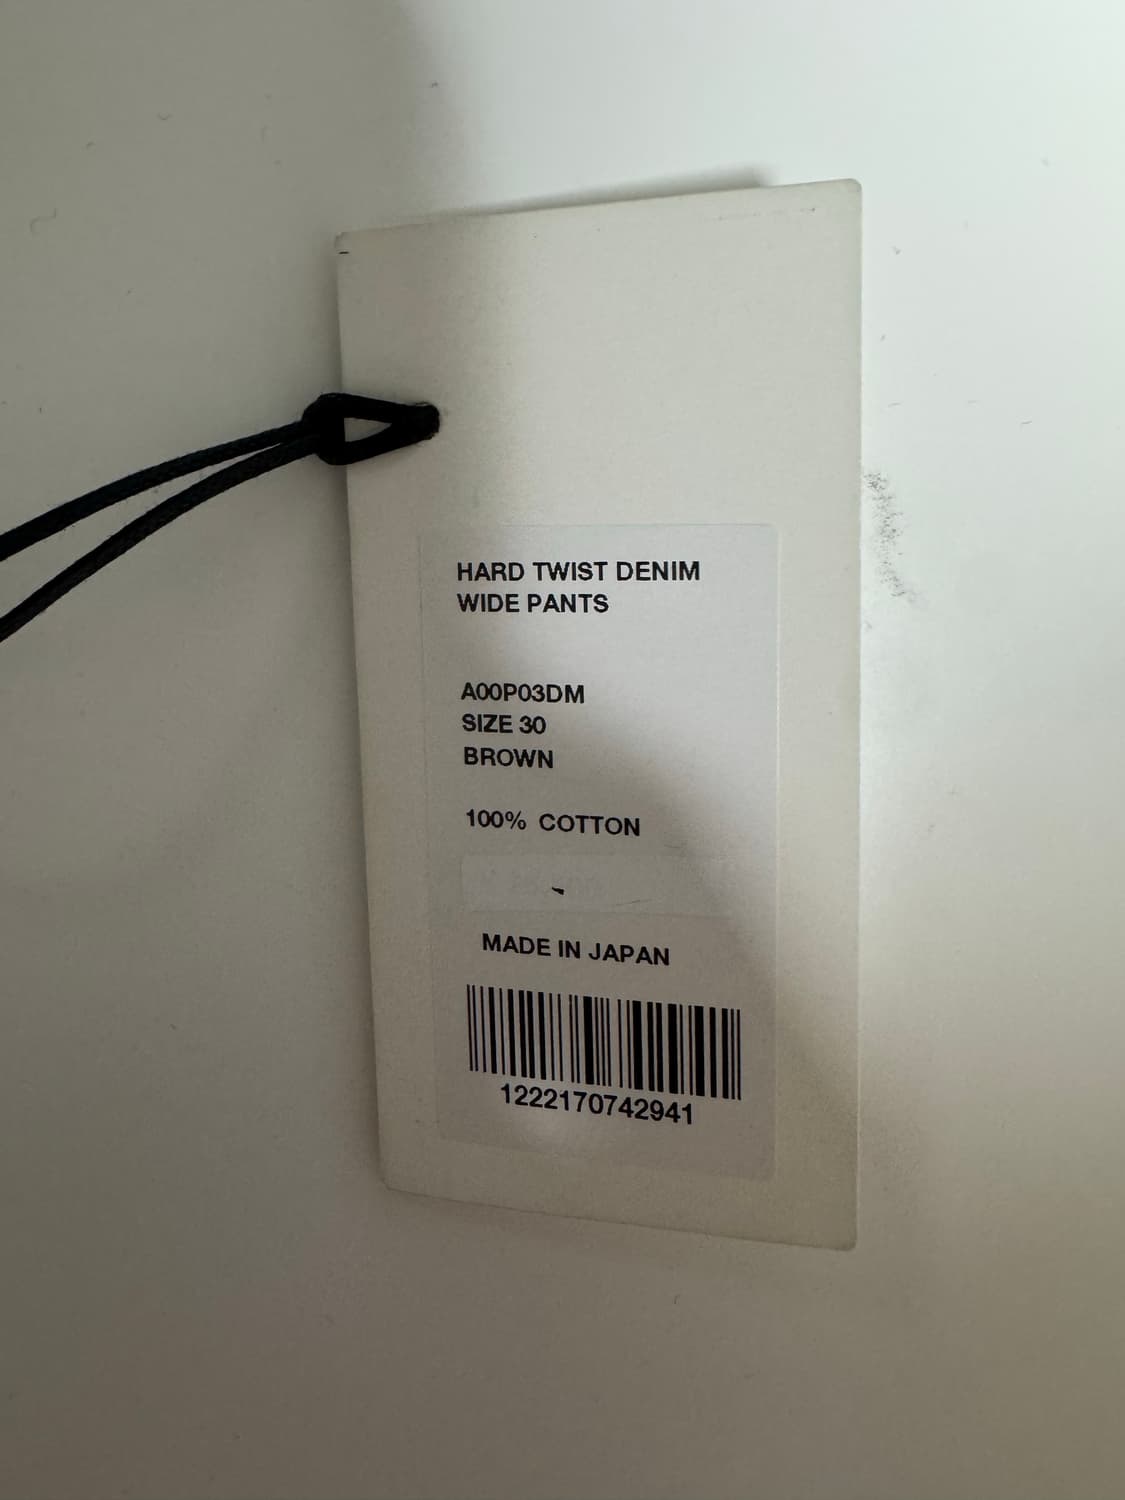 HARD TWIST DENIM
WIDE PANTS
A00P03DM
SIZE 30
BROWN
100% COTTON
MADE IN JAPAN
1222170742941